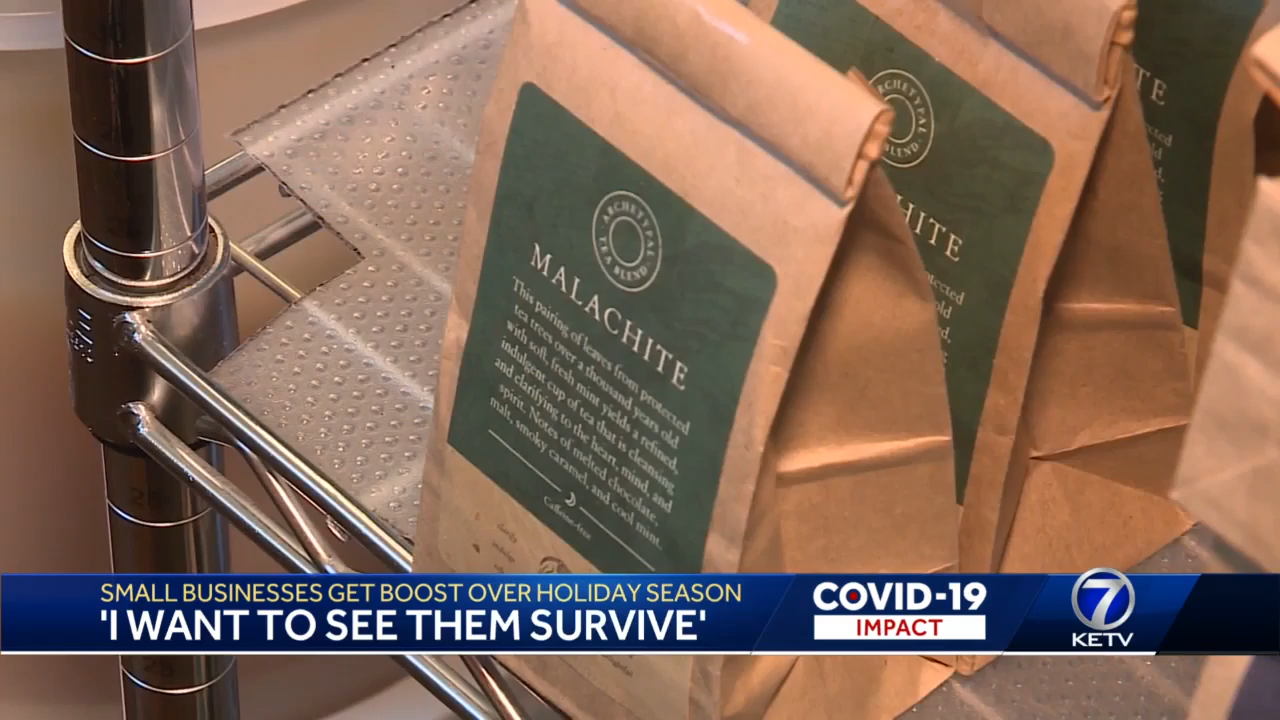 ARCHETYPAL
TEA BLEND
MALACHITE
This pairing of leaves from protected
tea trees over a thousand years old
with soft, fresh mint yields a refined,
indulgent cup of tea that is cleansing
and clarifying to the heart, mind, and
spirit. Notes of melted chocolate,
malt, smoky caramel, and cool mint.
Caffeine-free
ARCHETYPAL
BLEND
HITE
old
TE
SMALL BUSINESSES GET BOOST OVER HOLIDAY SEASON
'I WANT TO SEE THEM SURVIVE'
COVID-19
IMPACT
7
KETV